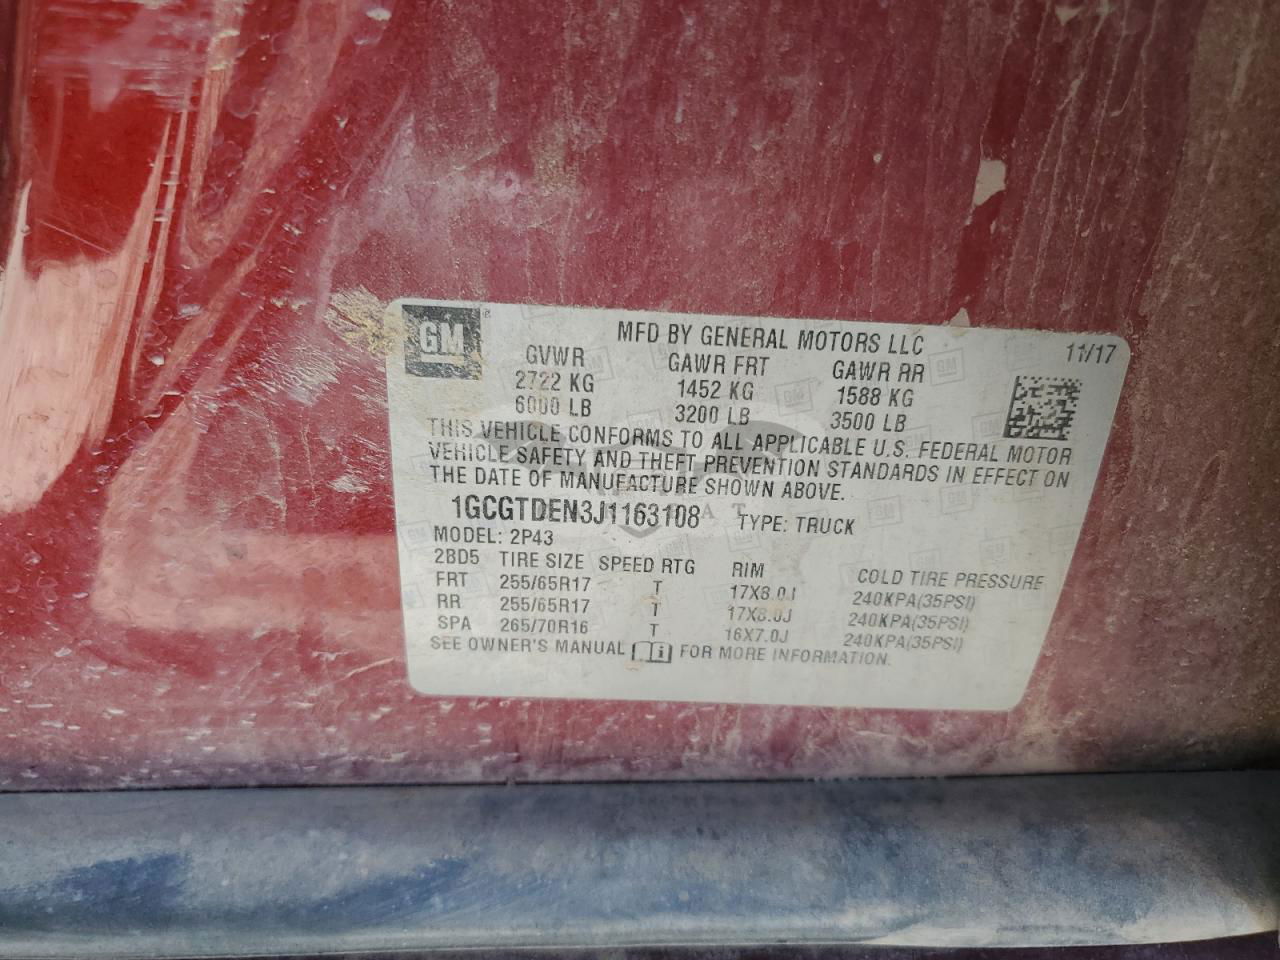 GM
MFD BY GENERAL MOTORS LLC 11/17
GVWR GAWR FRT GAWR RR
2722 KG 1452 KG 1588 KG
6000 LB 3200 LB 3500 LB
THIS VEHICLE CONFORMS TO ALL APPLICABLE U.S. FEDERAL MOTOR
VEHICLE SAFETY AND THEFT PREVENTION STANDARDS IN EFFECT ON
THE DATE OF MANUFACTURE SHOWN ABOVE.
1GCGTDEN3J1163108 TYPE: TRUCK
MODEL: 2P43
2BD5 TIRE SIZE SPEED RTG RIM COLD TIRE PRESSURE
FRT 255/65R17 T 17X8.0J 240KPA(35PSI)
RR 255/65R17 T 17X8.0J 240KPA(35PSI)
SPA 265/70R16 T 16X7.0J 240KPA(35PSI)
SEE OWNER'S MANUAL FOR MORE INFORMATION.